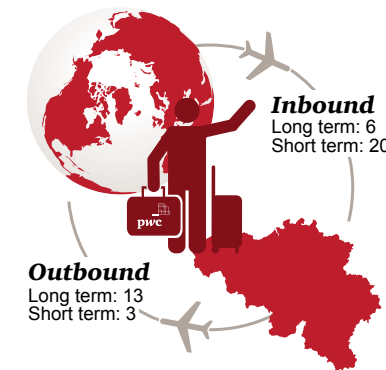 Inbound
Long term: 6
Short term: 20
pwc
Outbound
Long term: 13
Short term: 3